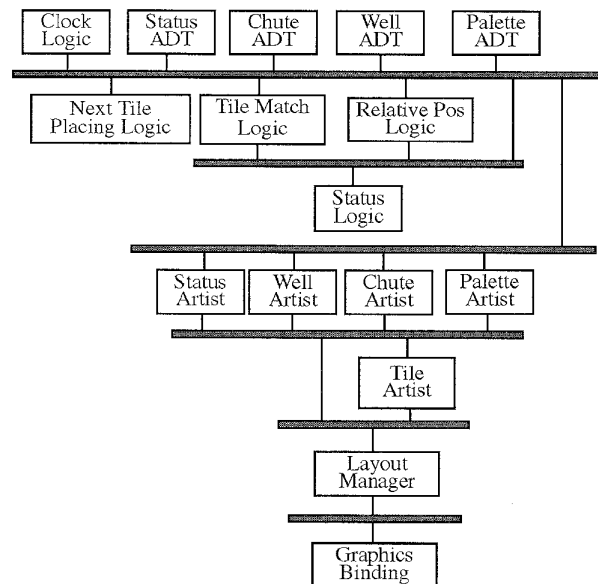 Clock
Logic
Status
ADT
Chute
ADT
Well
ADT
Palette
ADT
Next Tile
Placing Logic
Tile Match
Logic
Relative Pos
Logic
Status
Logic
Status
Artist
Well
Artist
Chute
Artist
Palette
Artist
Tile
Artist
Layout
Manager
Graphics
Binding